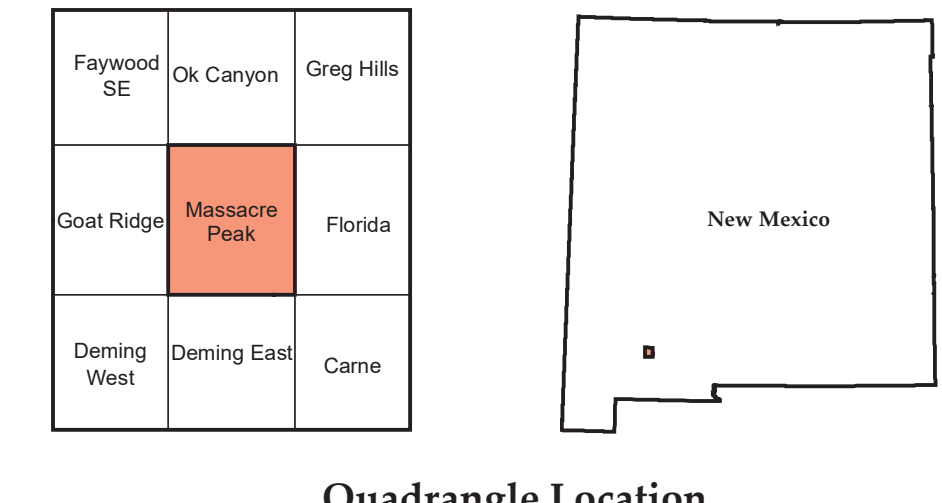 Faywood
SE
Ok Canyon
Greg Hills
Goat Ridge
Massacre
Peak
Florida
Deming
West
Deming East
Carne
New Mexico
Quadrangle Location